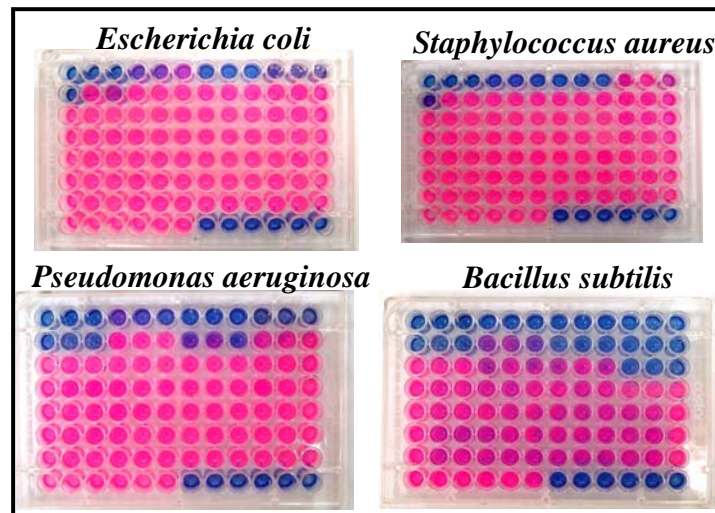 Escherichia coli
Staphylococcus aureus
Pseudomonas aeruginosa
Bacillus subtilis